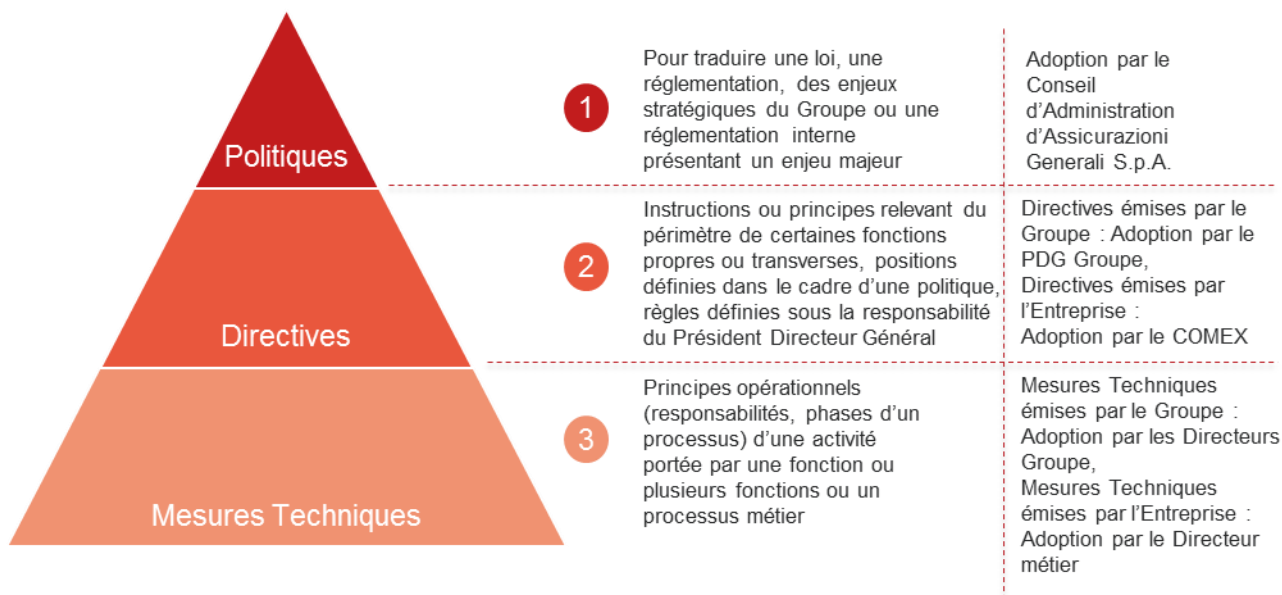 Politiques
1
Pour traduire une loi, une
réglementation, des enjeux
stratégiques du Groupe ou une
réglementation interne
présentant un enjeu majeur
Adoption par le
Conseil
d’Administration
d’Assicurazioni
Generali S.p.A.
Directives
2
Instructions ou principes relevant du
périmètre de certaines fonctions
propres ou transverses, positions
définies dans le cadre d’une politique,
règles définies sous la responsabilité
du Président Directeur Général
Directives émises par le
Groupe : Adoption par le
PDG Groupe,
Directives émises par
l’Entreprise :
Adoption par le COMEX
Mesures Techniques
3
Principes opérationnels
(responsabilités, phases d’un
processus) d’une activité
portée par une fonction ou
plusieurs fonctions ou un
processus métier
Mesures Techniques
émises par le Groupe :
Adoption par les Directeurs
Groupe,
Mesures Techniques
émises par l’Entreprise :
Adoption par le Directeur
métier